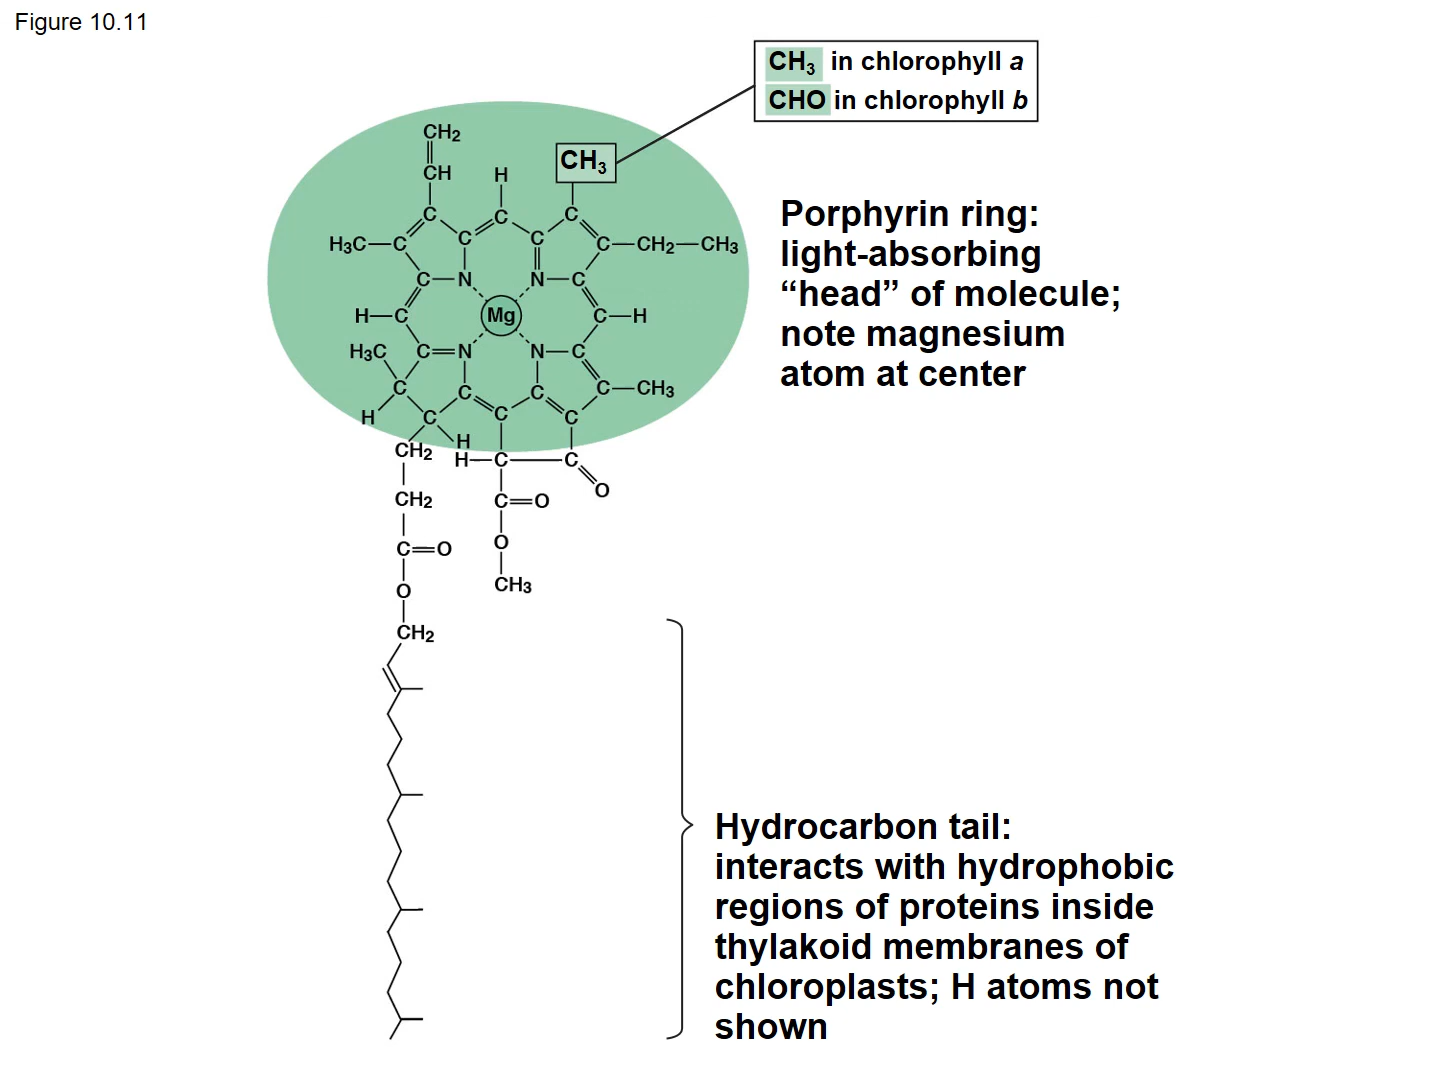 Figure 10.11
CH3 in chlorophyll a
CHO in chlorophyll b
CH2
CH
H
CH3
C
C
C
C
C
H3C
C
C
CH2
CH3
C
N
N
C
H
C
Mg
C
H
H3C
C
N
N
C
C
C
C
C
CH3
H
C
C
C
H
CH2
H
C
C
O
CH2
C
O
C
O
O
O
CH3
CH2
Porphyrin ring:
light-absorbing
“head” of molecule;
note magnesium
atom at center
Hydrocarbon tail:
interacts with hydrophobic
regions of proteins inside
thylakoid membranes of
chloroplasts; H atoms not
shown